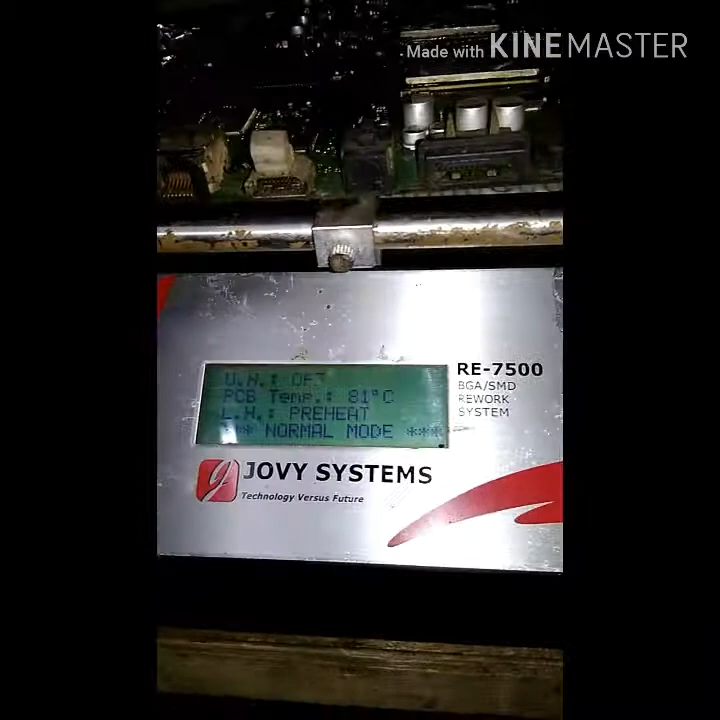 Made with KINEMASTER
U.H.: OFF
PCB Temp.: 81°C
L.H.: PREHEAT
*** NORMAL MODE ***
RE-7500
BGA/SMD
REWORK
SYSTEM
JOVY SYSTEMS
Technology Versus Future